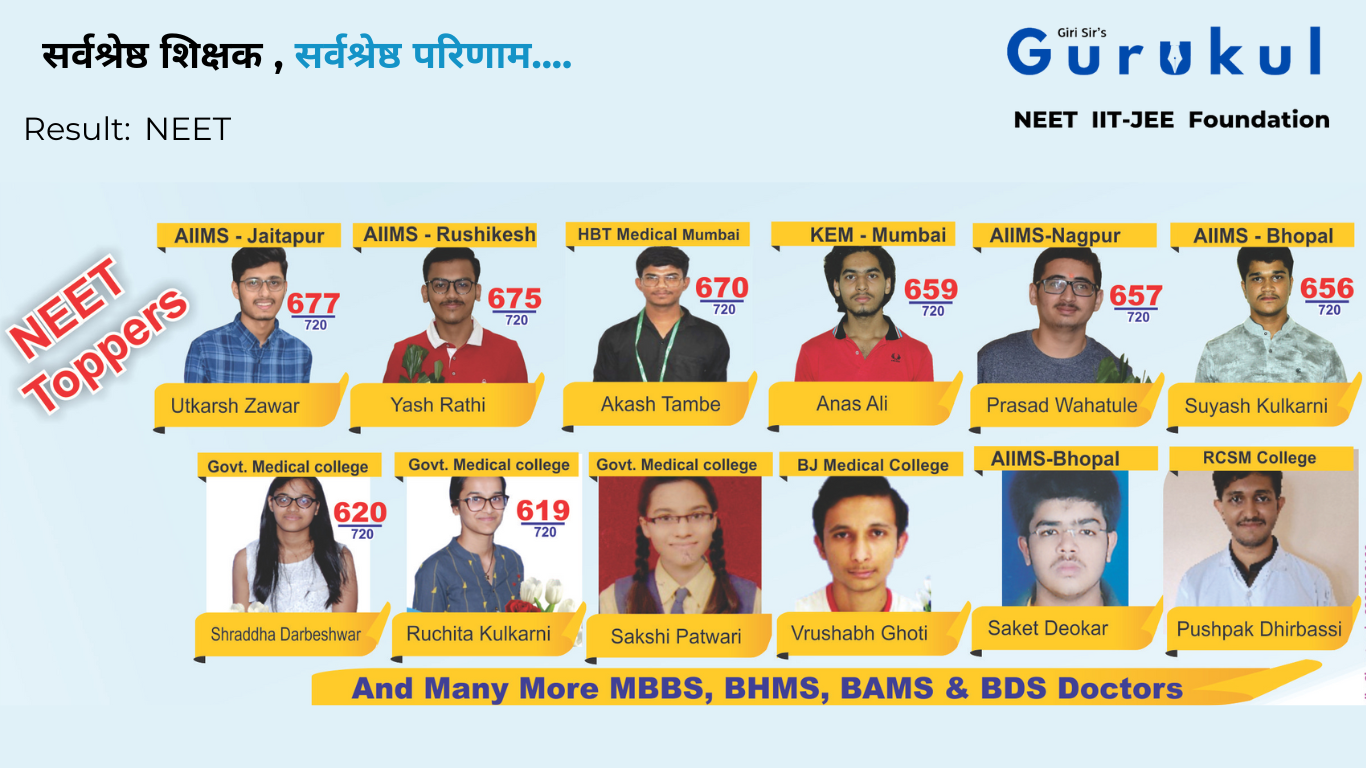 सर्वश्रेष्ठ शिक्षक , सर्वश्रेष्ठ परिणाम....
Giri Sir's
Gurukul
NEET IIT-JEE Foundation
Result: NEET
NEET
Toppers
AIIMS - Jaitapur
677
720
Utkarsh Zawar
AIIMS - Rushikesh
675
720
Yash Rathi
HBT Medical Mumbai
670
720
Akash Tambe
KEM - Mumbai
659
720
Anas Ali
AIIMS-Nagpur
657
720
Prasad Wahatule
AIIMS - Bhopal
656
720
Suyash Kulkarni
Govt. Medical college
620
720
Shraddha Darbeshwar
Govt. Medical college
619
720
Ruchita Kulkarni
Govt. Medical college
Sakshi Patwari
BJ Medical College
Vrushabh Ghoti
AIIMS-Bhopal
Saket Deokar
RCSM College
Pushpak Dhirbassi
And Many More MBBS, BHMS, BAMS & BDS Doctors